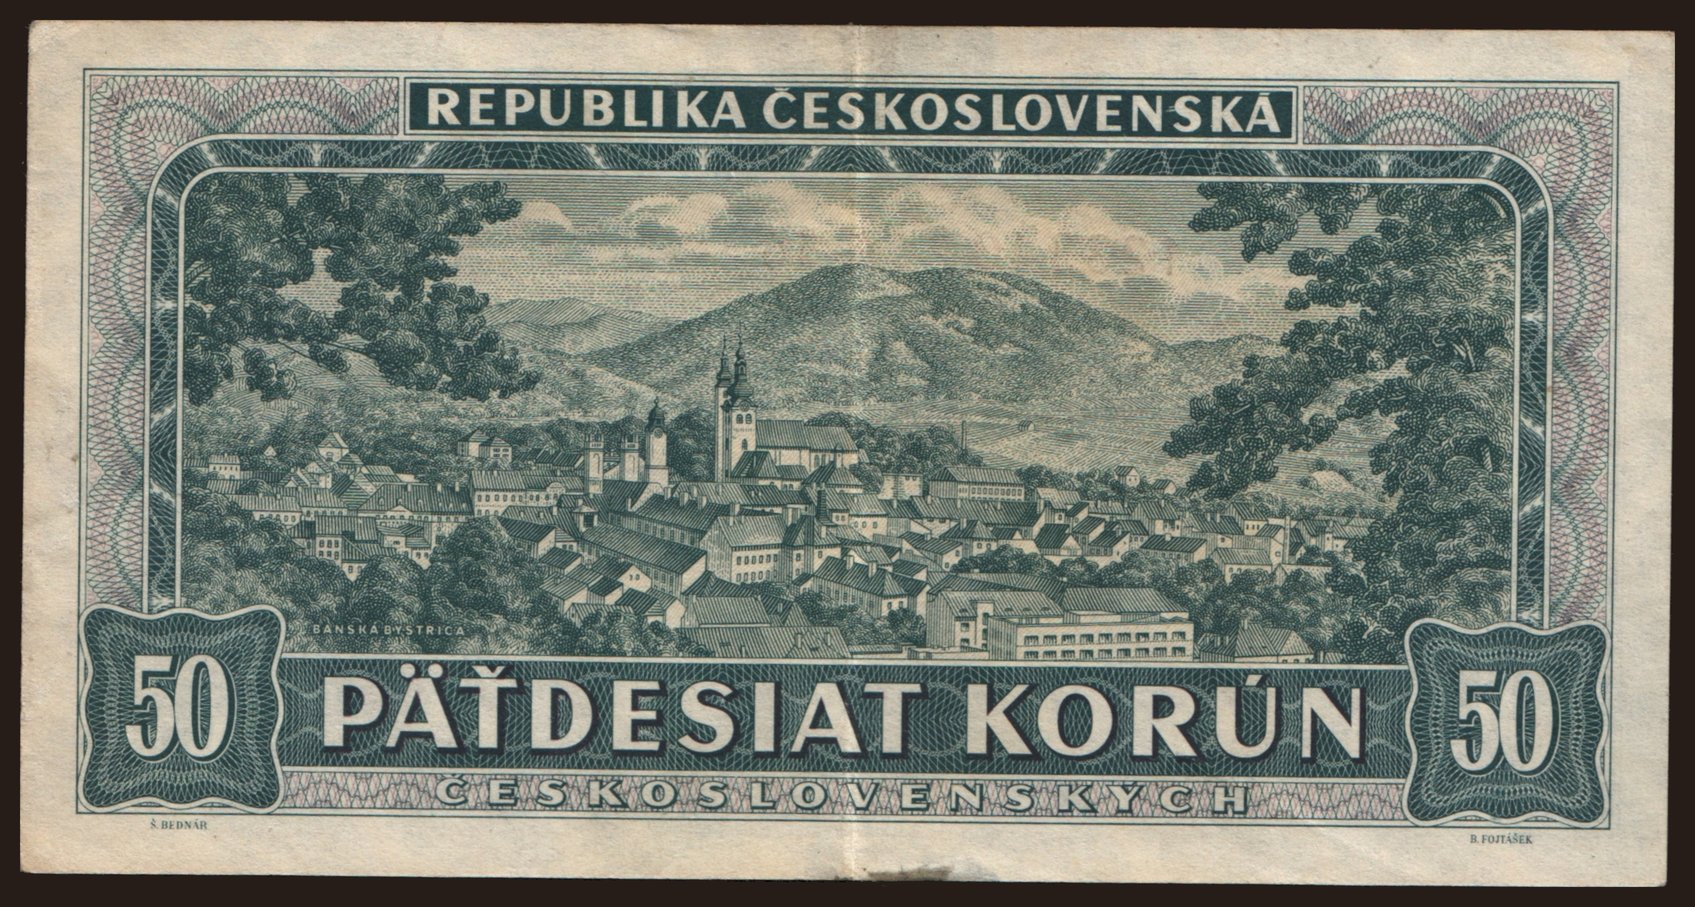 REPUBLIKA ČESKOSLOVENSKÁ
BANSKÁ BYSTRICA
50 PÄŤDESIAT KORÚN 50
ČESKOSLOVENSKÝCH
Š. BEDNÁR
B. FOJTÁŠEK